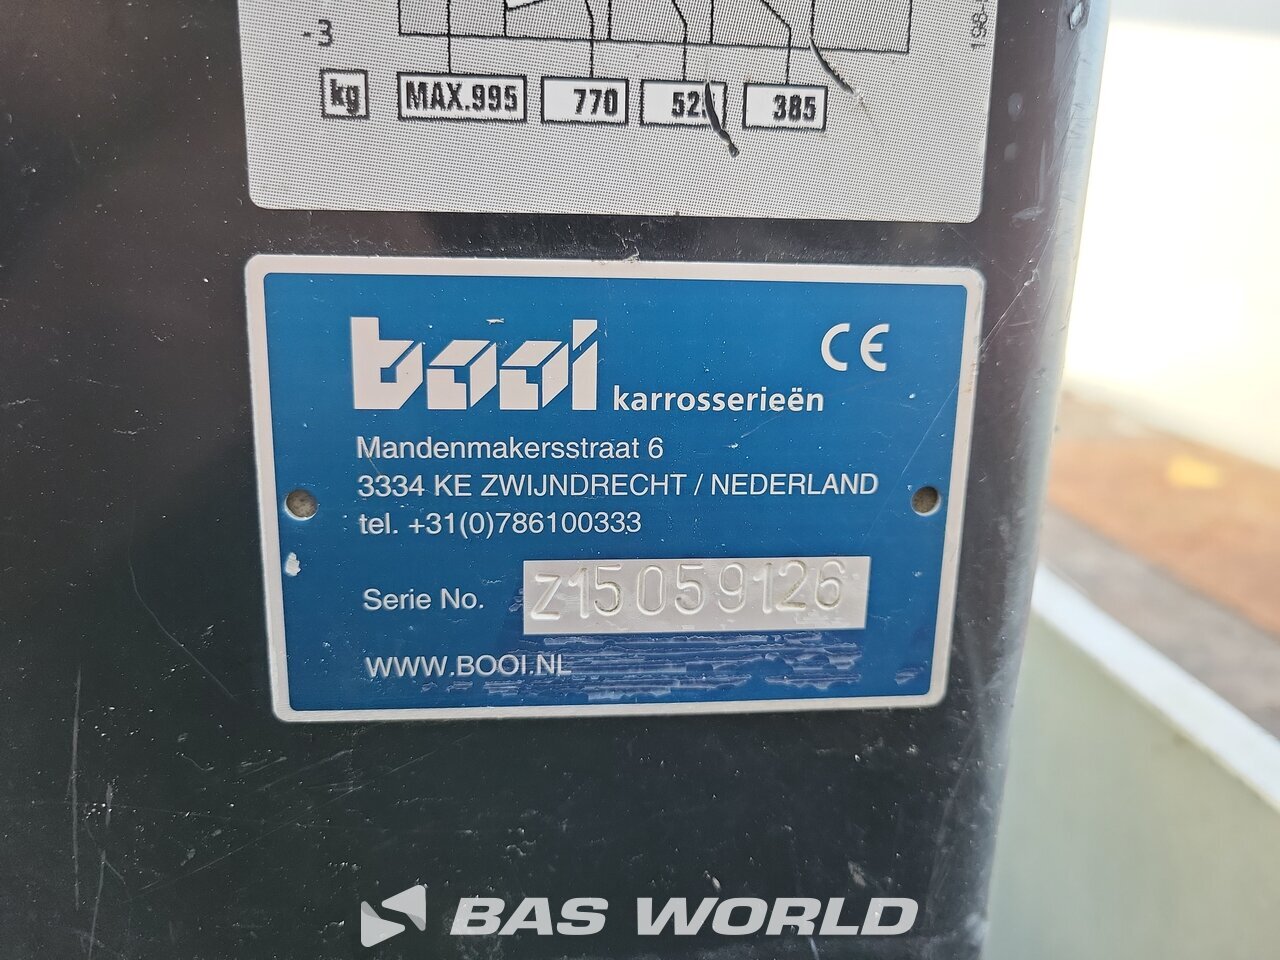 -3
kg MAX.995 770 385
booi karrosserieën CE
Mandenmakersstraat 6
3334 KE ZWIJNDRECHT / NEDERLAND
tel. +31(0)786100333
Serie No. Z15059126
WWW.BOOI.NL
BAS WORLD